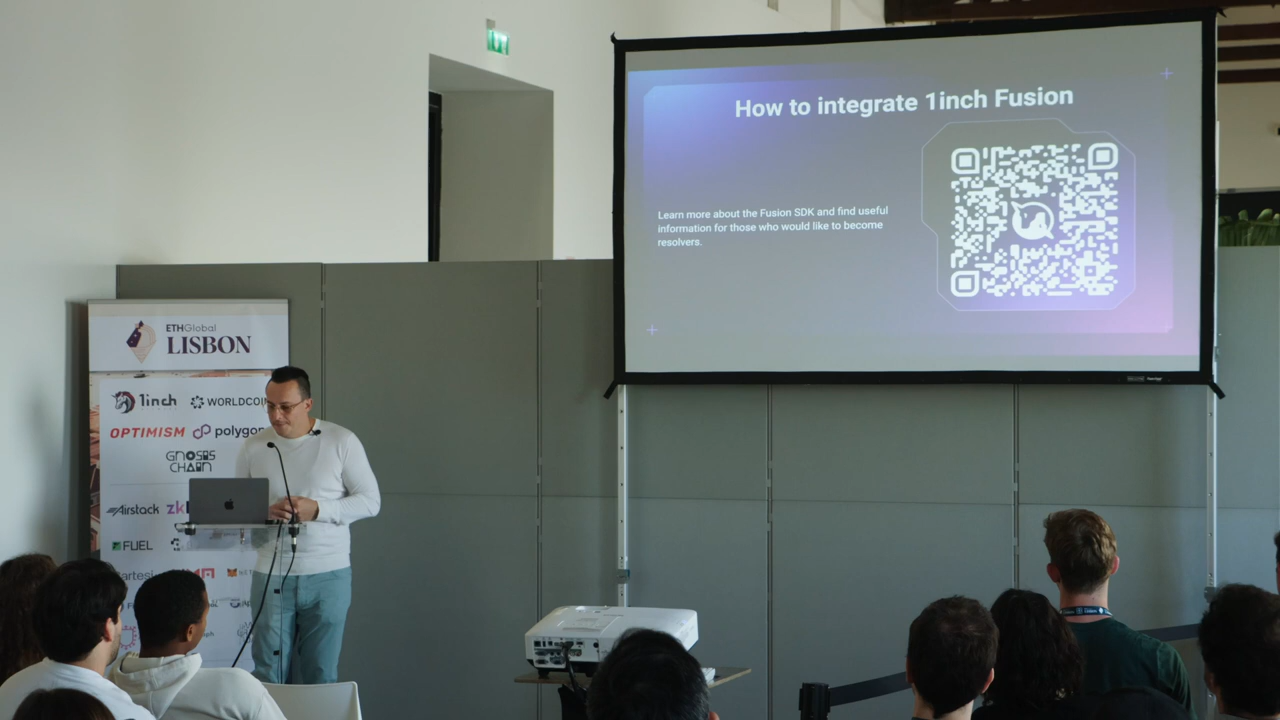 How to integrate 1inch Fusion
Learn more about the Fusion SDK and find useful
information for those who would like to become
resolvers.
ETHGlobal
LISBON
1inch WORLDCOIN
OPTIMISM polygon
GNOSIS
CHAIN
Airstack
FUEL